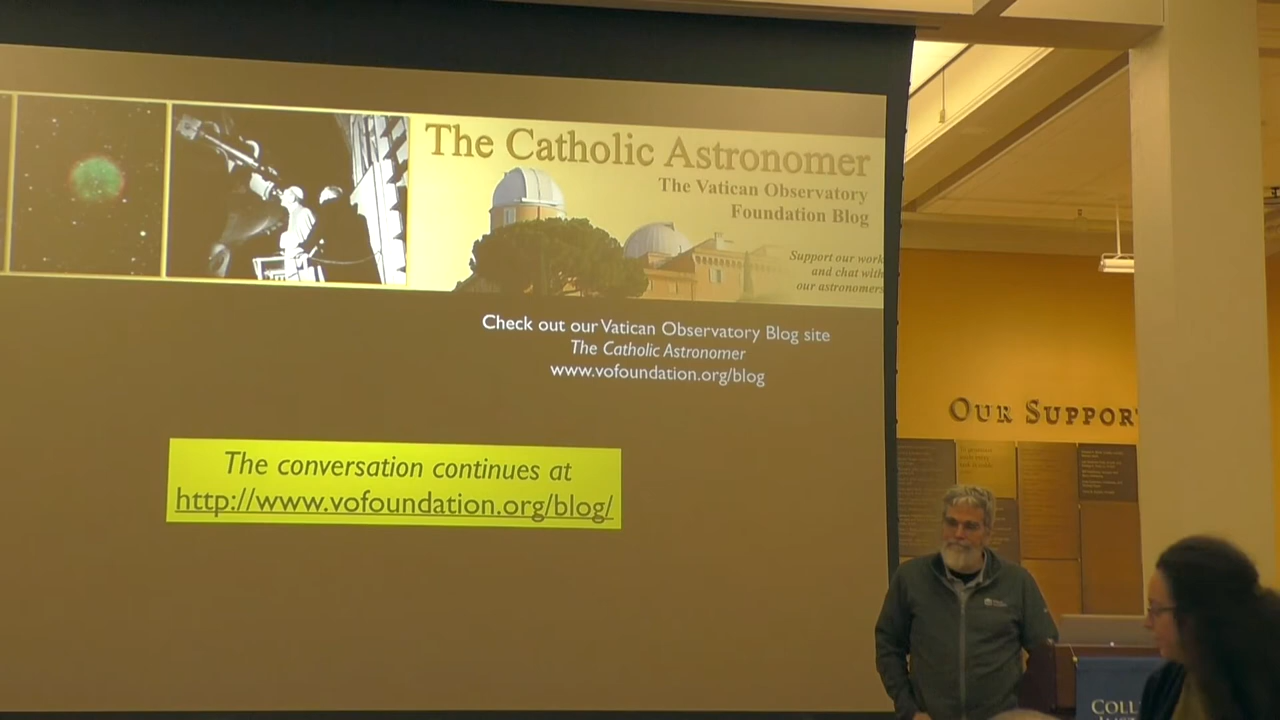 The Catholic Astronomer
The Vatican Observatory
Foundation Blog
Support our work
and chat with
our astronomers
Check out our Vatican Observatory Blog site
The Catholic Astronomer
www.vofoundation.org/blog
The conversation continues at
http://www.vofoundation.org/blog/
OUR SUPPOR
COLL